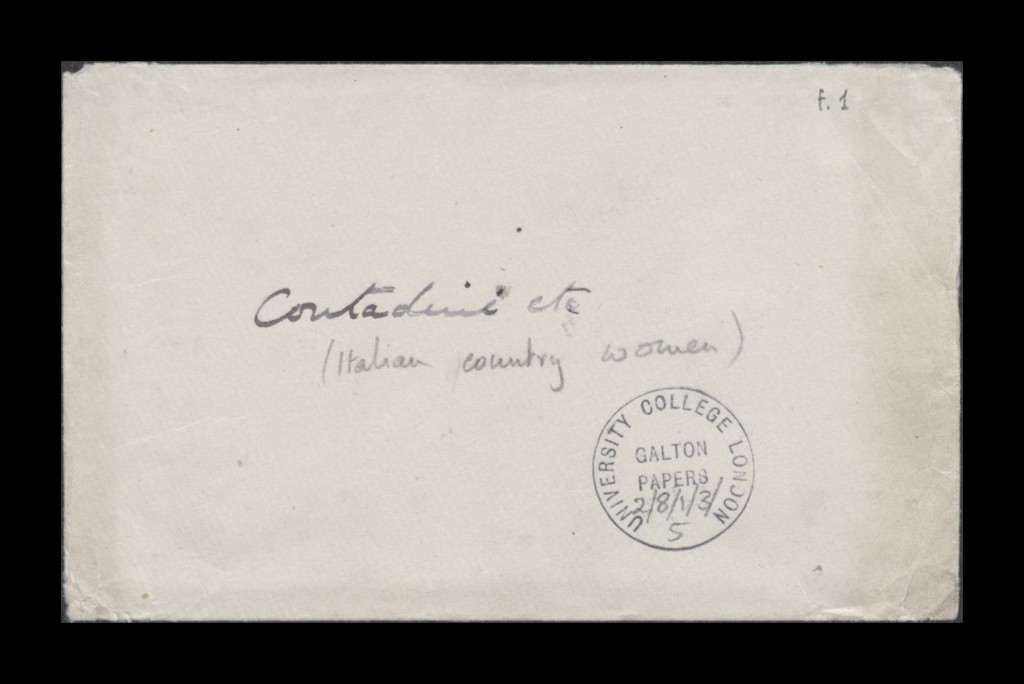 f. 1
Contadini etc
(Italian country women)
UNIVERSITY COLLEGE LONDON
GALTON
PAPERS
2/8/1/3/
5